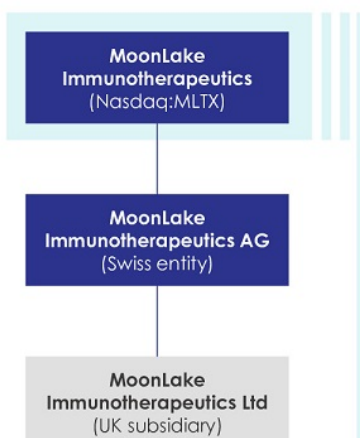 MoonLake
Immunotherapeutics
(Nasdaq:MLTX)
MoonLake
Immunotherapeutics AG
(Swiss entity)
MoonLake
Immunotherapeutics Ltd
(UK subsidiary)